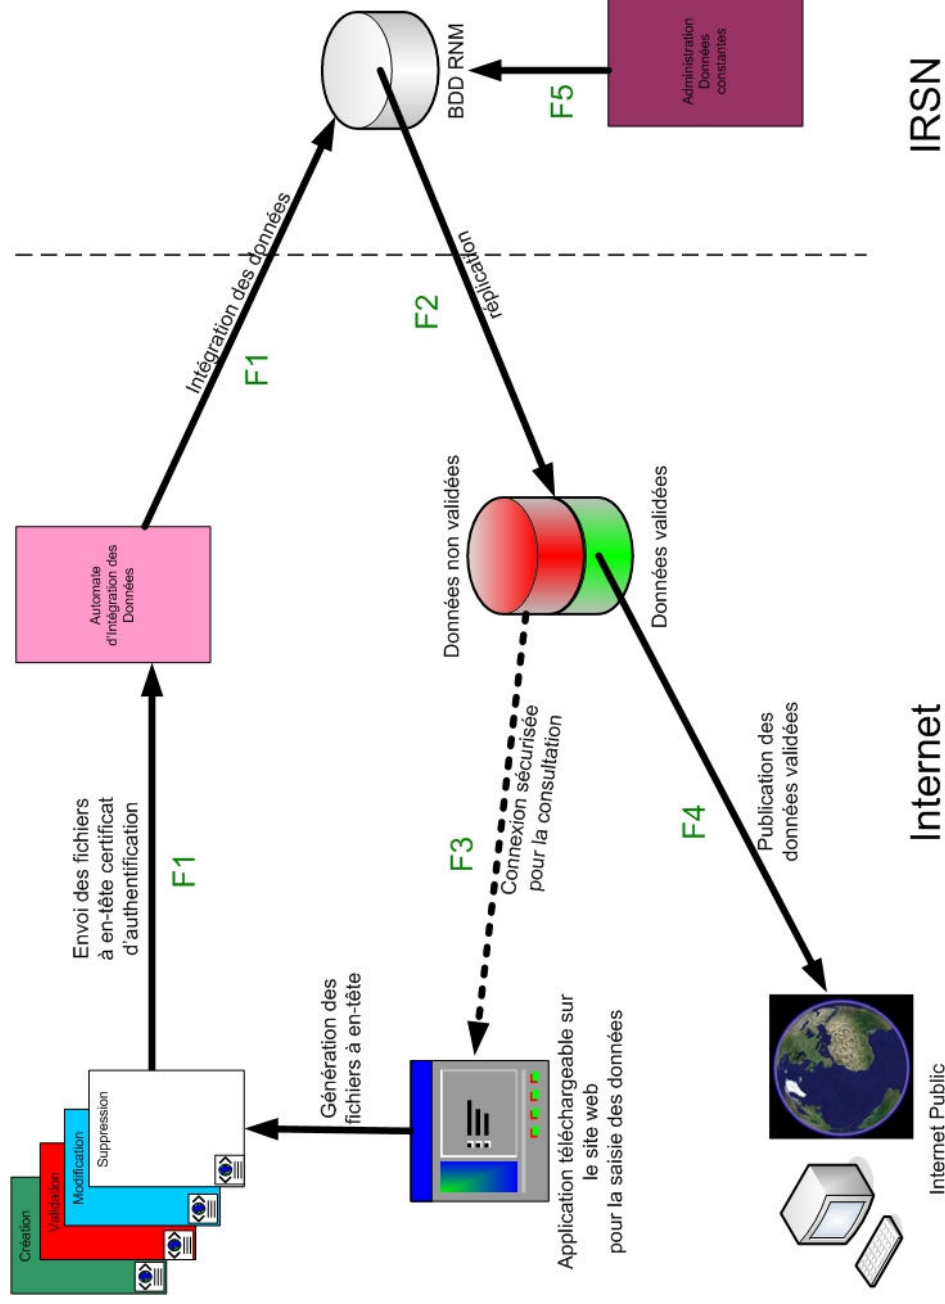 Création
Validation
Modification
Suppression
Envoi des fichiers
à en-tête certificat
d'authentification
F1
Automate
d'Intégration des
Données
Intégration des données
F1
BDD RNM
F5
Administration
Données
constantes
F2
réplication
Données non validées
Données validées
Génération des
fichiers à en-tête
F3
Connexion sécurisée
pour la consultation
Application téléchargeable sur
le site web
pour la saisie des données
F4
Publication des
données validées
Internet Public
Internet
IRSN